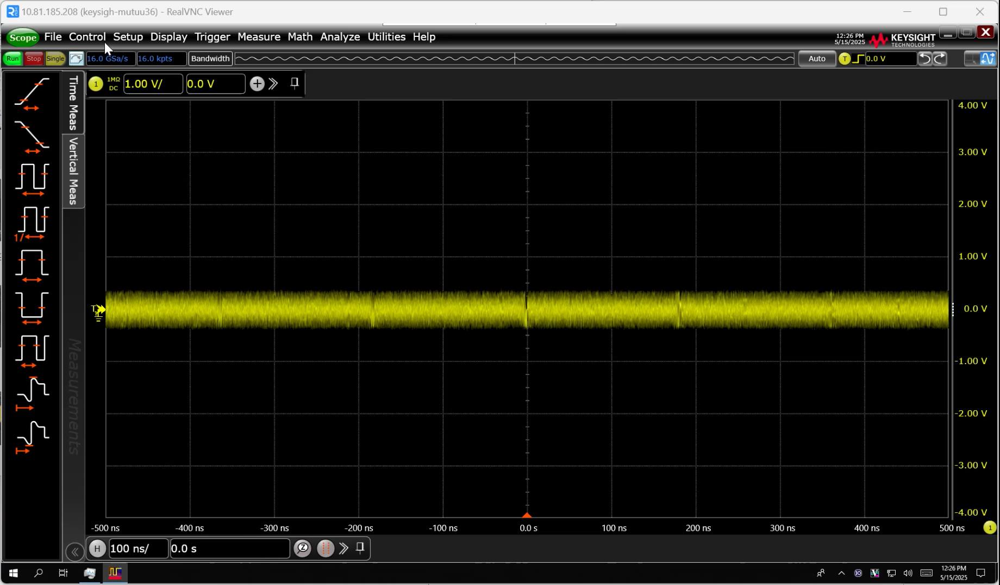 10.81.185.208 (keysigh-mutuu36) - RealVNC Viewer
Scope File Control Setup Display Trigger Measure Math Analyze Utilities Help
12:26 PM
5/15/2025
KEYSIGHT
TECHNOLOGIES
Run Stop Single 16.0 GSa/s 16.0 kpts Bandwidth Auto T 0.0 V
1 1MΩ DC 1.00 V/ 0.0 V
Time Meas
Vertical Meas
Measurements
1/
4.00 V
3.00 V
2.00 V
1.00 V
T 0.0 V
-1.00 V
-2.00 V
-3.00 V
-4.00 V
-500 ns -400 ns -300 ns -200 ns -100 ns 0.0 s 100 ns 200 ns 300 ns 400 ns 500 ns 1
H 100 ns/ 0.0 s Z
12:26 PM
5/15/2025